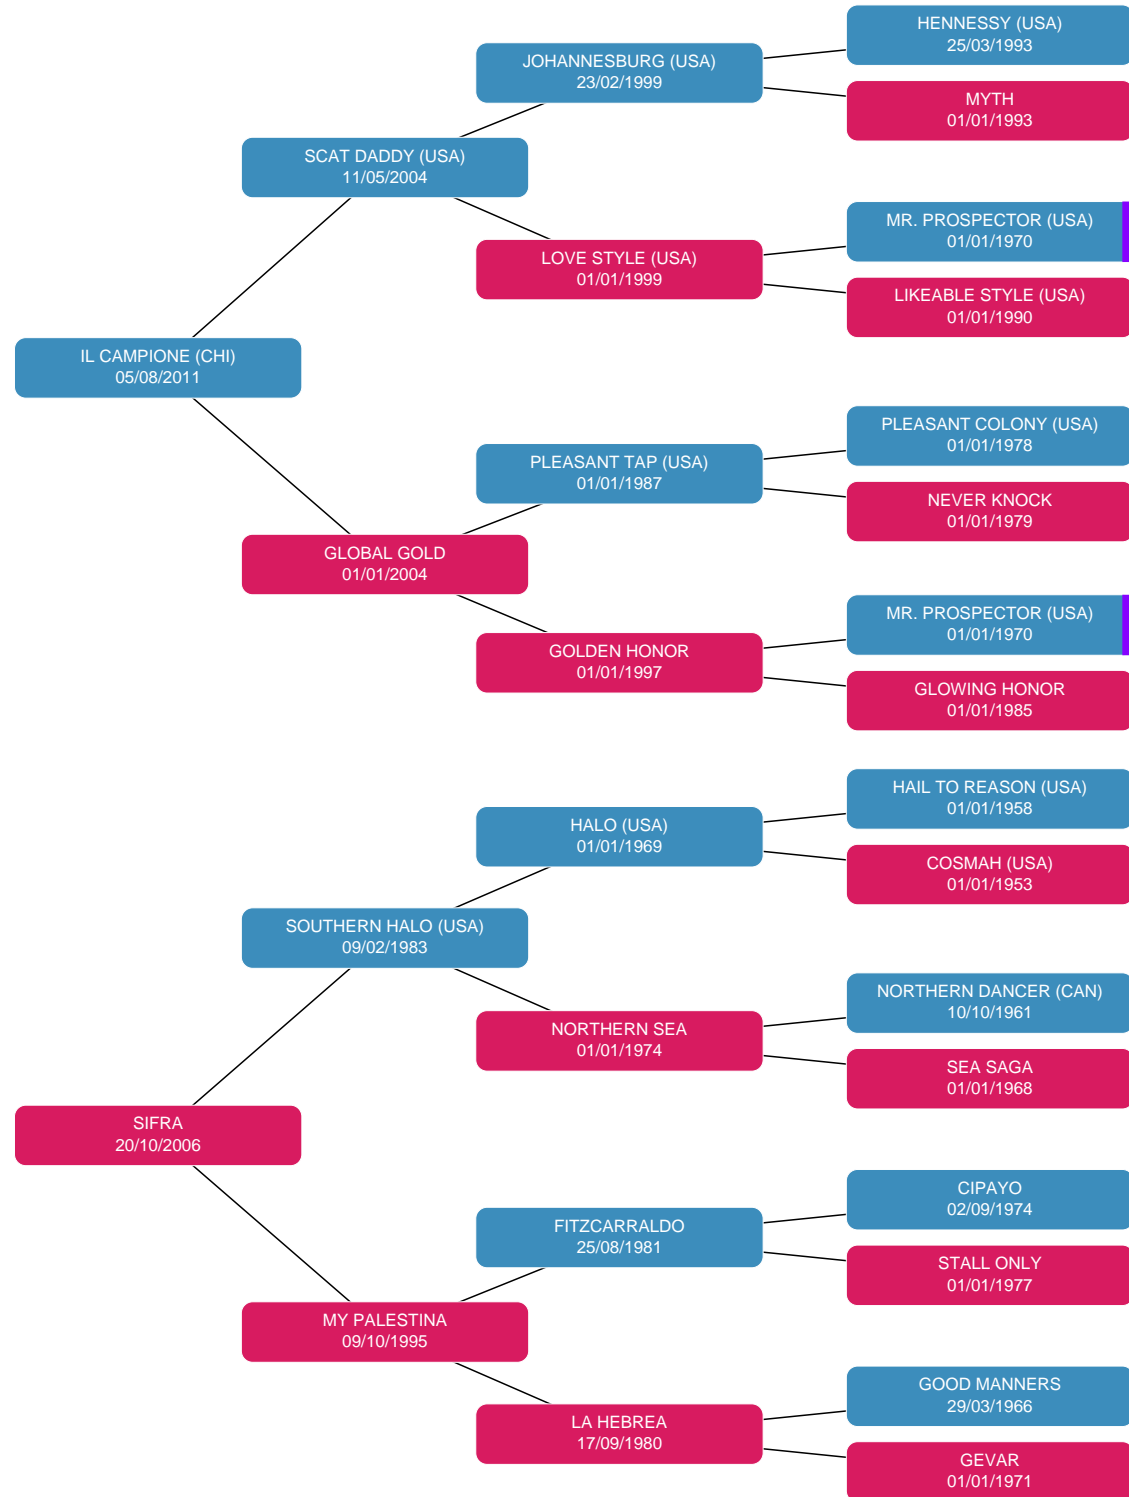 HENNESSY (USA)
25/03/1993
JOHANNESBURG (USA)
23/02/1999
MYTH
01/01/1993
SCAT DADDY (USA)
11/05/2004
MR. PROSPECTOR (USA)
01/01/1970
LOVE STYLE (USA)
01/01/1999
LIKEABLE STYLE (USA)
01/01/1990
IL CAMPIONE (CHI)
05/08/2011
PLEASANT COLONY (USA)
01/01/1978
PLEASANT TAP (USA)
01/01/1987
NEVER KNOCK
01/01/1979
GLOBAL GOLD
01/01/2004
MR. PROSPECTOR (USA)
01/01/1970
GOLDEN HONOR
01/01/1997
GLOWING HONOR
01/01/1985
HAIL TO REASON (USA)
01/01/1958
HALO (USA)
01/01/1969
COSMAH (USA)
01/01/1953
SOUTHERN HALO (USA)
09/02/1983
NORTHERN DANCER (CAN)
10/10/1961
NORTHERN SEA
01/01/1974
SEA SAGA
01/01/1968
SIFRA
20/10/2006
CIPAYO
02/09/1974
FITZCARRALDO
25/08/1981
STALL ONLY
01/01/1977
MY PALESTINA
09/10/1995
GOOD MANNERS
29/03/1966
LA HEBREA
17/09/1980
GEVAR
01/01/1971